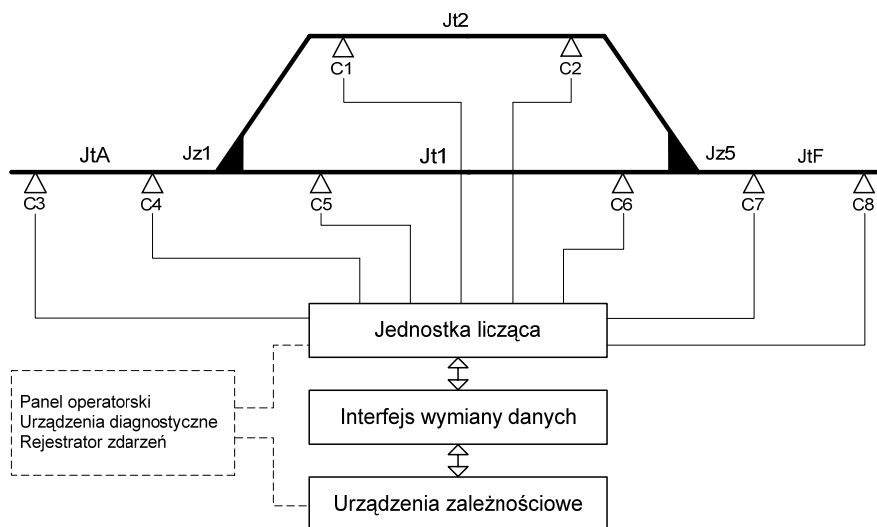 Jt2
C1
C2
JtA
Jz1
Jt1
Jz5
JtF
C3
C4
C5
C6
C7
C8
Jednostka licząca
Panel operatorski
Urządzenia diagnostyczne
Rejestrator zdarzeń
Interfejs wymiany danych
Urządzenia zależnościowe